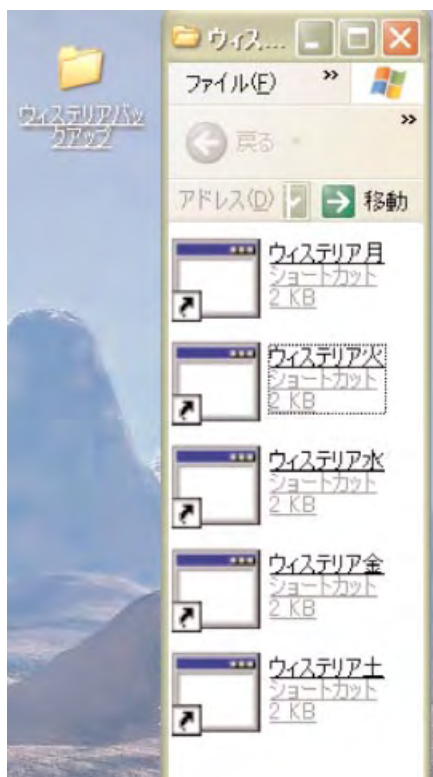 ウィステリアバッ
クアップ
ウィス...
ファイル(F) »
戻る »
アドレス(D) 移動
ウィステリア月
ショートカット
2 KB
ウィステリア火
ショートカット
2 KB
ウィステリア水
ショートカット
2 KB
ウィステリア金
ショートカット
2 KB
ウィステリア土
ショートカット
2 KB